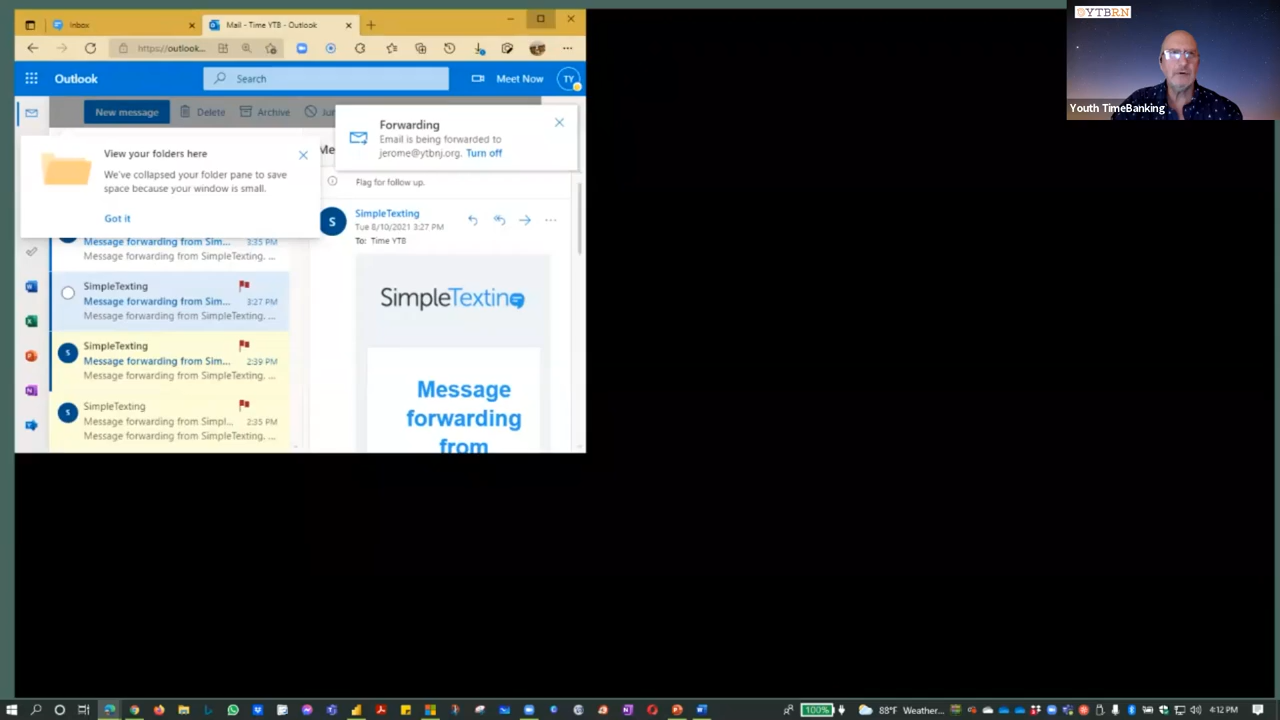 Inbox
Mail - Time YTB - Outlook
https://outlook...
Outlook
Search
Meet Now
TY
New message
Delete
Archive
Forwarding
Email is being forwarded to
jerome@ytbnj.org. Turn off
View your folders here
We've collapsed your folder pane to save
space because your window is small.
Got it
Me
Flag for follow up.
S
SimpleTexting
Tue 8/10/2021 3:27 PM
To: Time YTB
Message forwarding from Sim... 3:35 PM
Message forwarding from SimpleTexting. ...
SimpleTexting
Message forwarding from Sim... 3:27 PM
Message forwarding from SimpleTexting. ...
S
SimpleTexting
Message forwarding from Sim... 2:39 PM
Message forwarding from SimpleTexting. ...
S
SimpleTexting
Message forwarding from Simpl... 2:35 PM
Message forwarding from SimpleTexting. ...
SimpleTexting
Message
forwarding
from
YTBRN
Youth TimeBanking
100%
88°F Weather...
4:12 PM